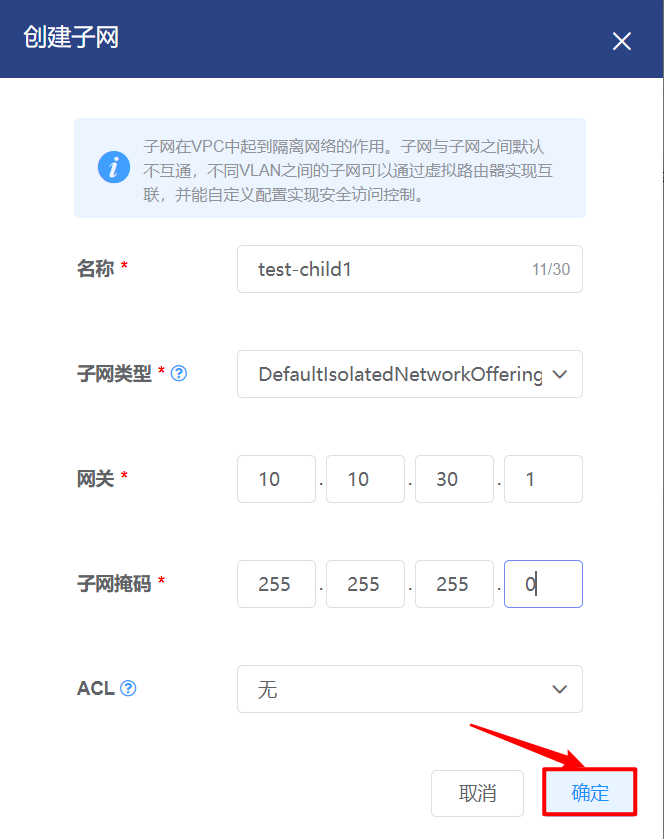 创建子网
子网在VPC中起到隔离网络的作用。子网与子网之间默认
不互通，不同VLAN之间的子网可以通过虚拟路由器实现互
联，并能自定义配置实现安全访问控制。
名称 * test-child1 11/30
子网类型 * DefaultIsolatedNetworkOffering
网关 * 10 . 10 . 30 . 1
子网掩码 * 255 . 255 . 255 . 0
ACL 无
取消 确定